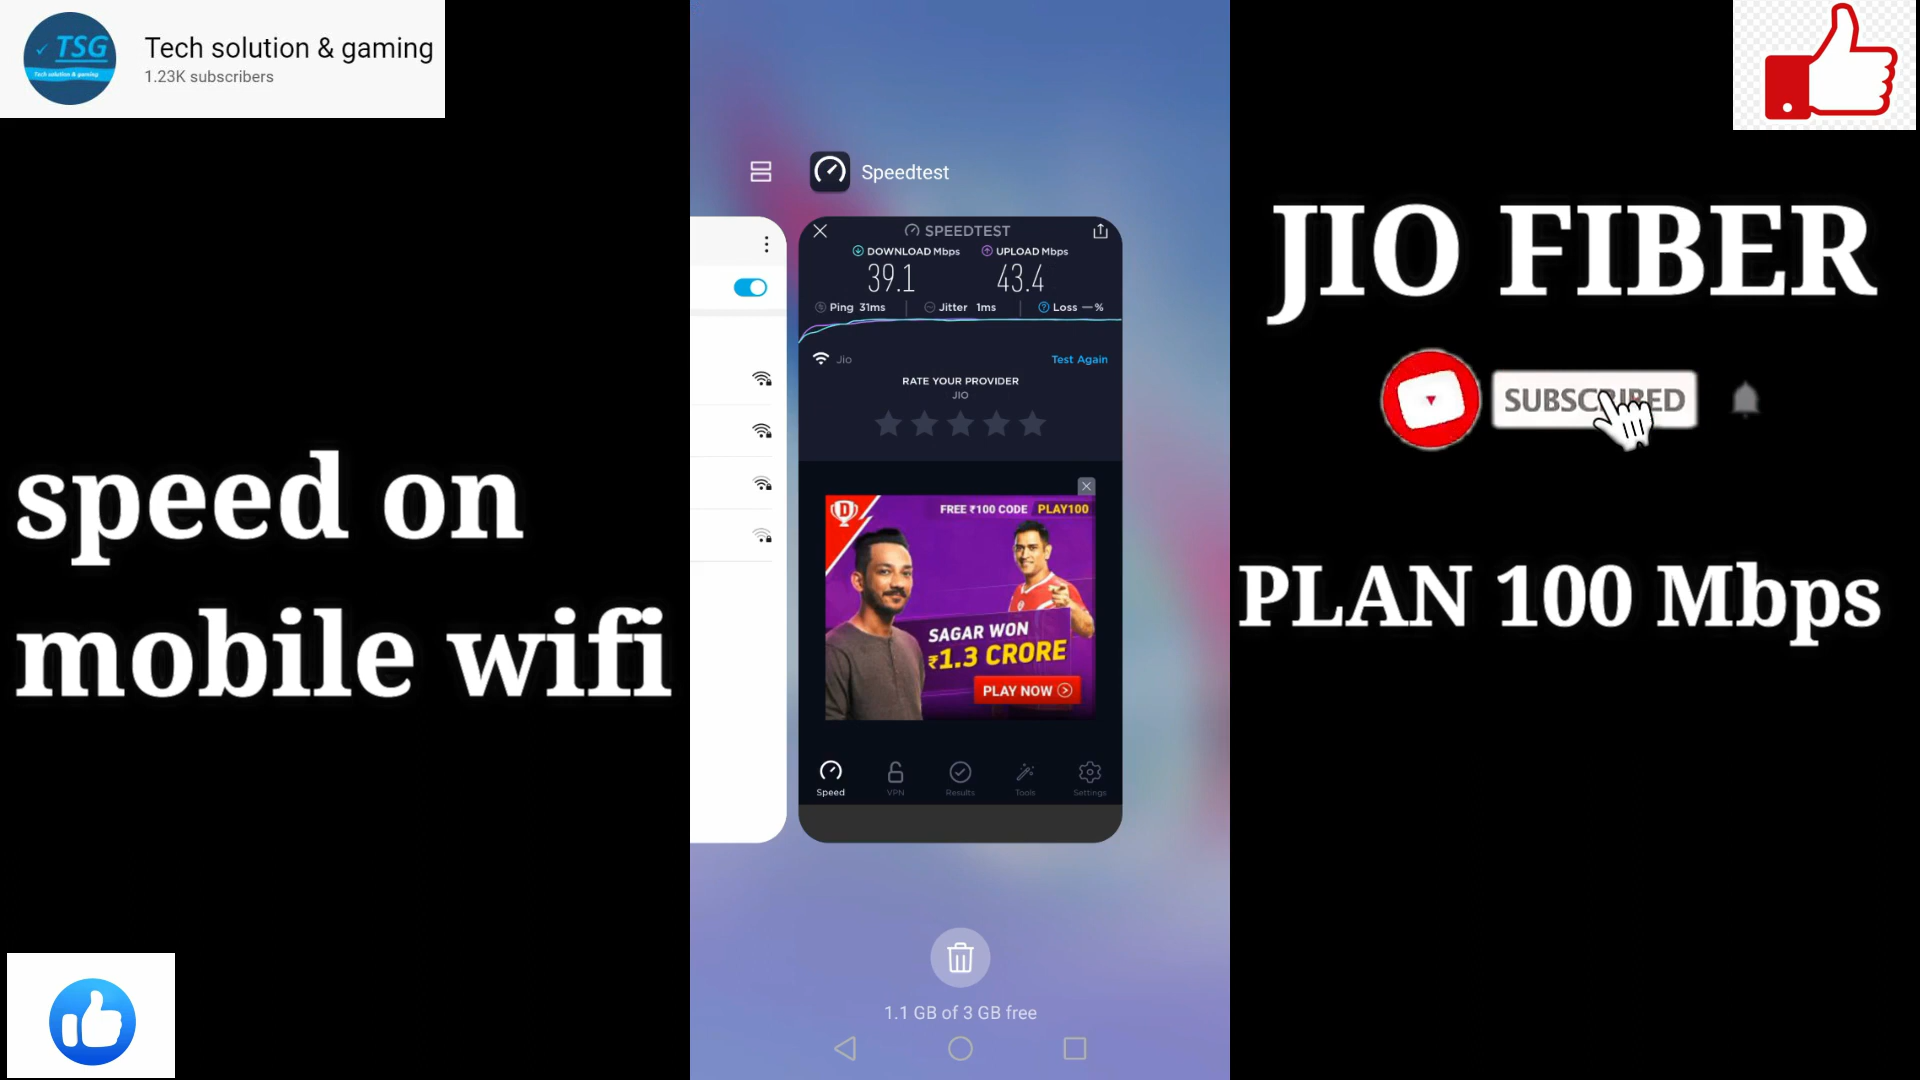 TSG
Tech solution & gaming
Tech solution & gaming
1.23K subscribers
speed on
mobile wifi
Speedtest
SPEEDTEST
DOWNLOAD Mbps
UPLOAD Mbps
39.1
43.4
Ping 31ms
Jitter 1ms
Loss — %
Jio
Test Again
RATE YOUR PROVIDER
JIO
D
FREE ₹100 CODE PLAY100
SAGAR WON
₹1.3 CRORE
PLAY NOW
Speed
VPN
Results
Tools
Settings
1.1 GB of 3 GB free
JIO FIBER
SUBSCRIBED
PLAN 100 Mbps